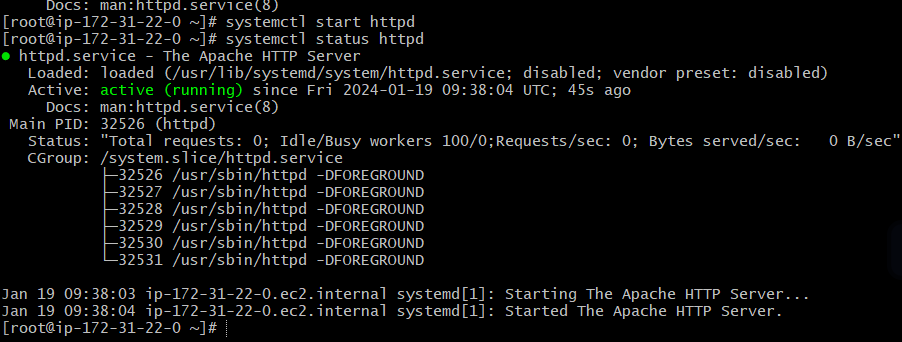 Docs: man:httpd.service(8)
[root@ip-172-31-22-0 ~]# systemctl start httpd
[root@ip-172-31-22-0 ~]# systemctl status httpd
● httpd.service - The Apache HTTP Server
   Loaded: loaded (/usr/lib/systemd/system/httpd.service; disabled; vendor preset: disabled)
   Active: active (running) since Fri 2024-01-19 09:38:04 UTC; 45s ago
     Docs: man:httpd.service(8)
 Main PID: 32526 (httpd)
   Status: "Total requests: 0; Idle/Busy workers 100/0;Requests/sec: 0; Bytes served/sec:   0 B/sec"
   CGroup: /system.slice/httpd.service
           ├─32526 /usr/sbin/httpd -DFOREGROUND
           ├─32527 /usr/sbin/httpd -DFOREGROUND
           ├─32528 /usr/sbin/httpd -DFOREGROUND
           ├─32529 /usr/sbin/httpd -DFOREGROUND
           ├─32530 /usr/sbin/httpd -DFOREGROUND
           └─32531 /usr/sbin/httpd -DFOREGROUND

Jan 19 09:38:03 ip-172-31-22-0.ec2.internal systemd[1]: Starting The Apache HTTP Server...
Jan 19 09:38:04 ip-172-31-22-0.ec2.internal systemd[1]: Started The Apache HTTP Server.
[root@ip-172-31-22-0 ~]#